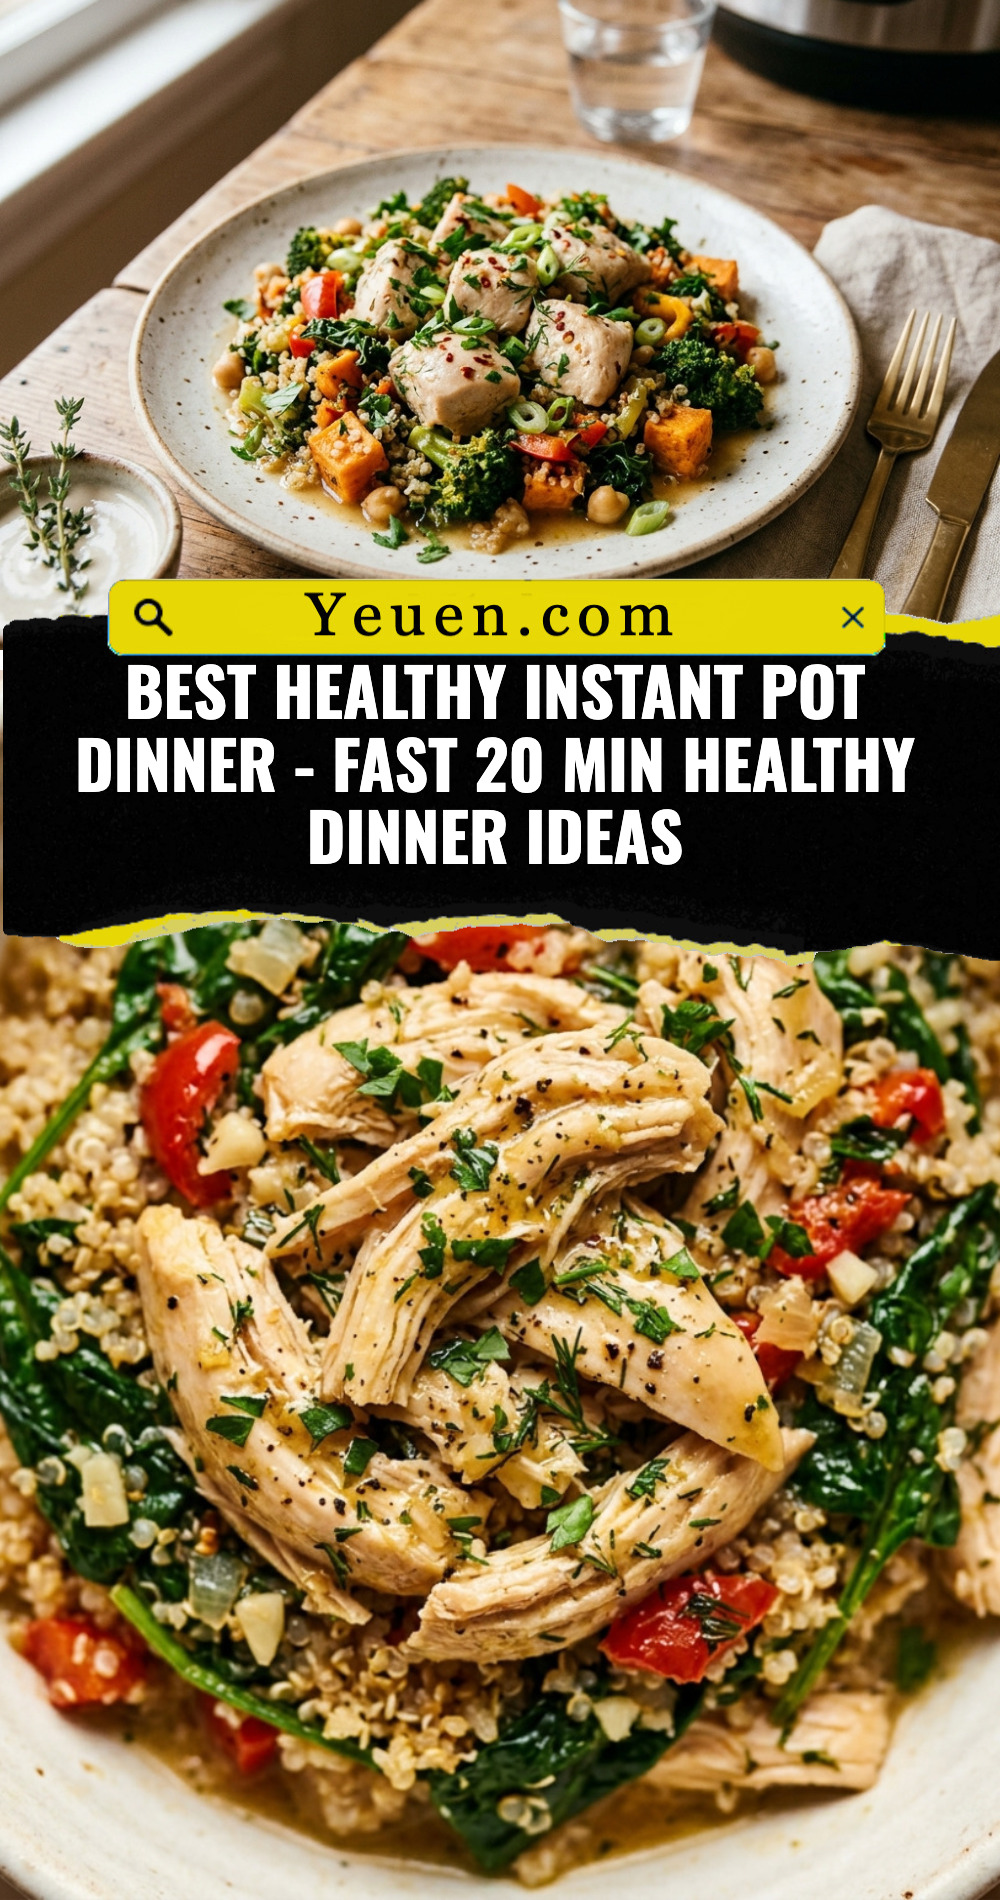 Yeuen.com
BEST HEALTHY INSTANT POT
DINNER - FAST 20 MIN HEALTHY
DINNER IDEAS